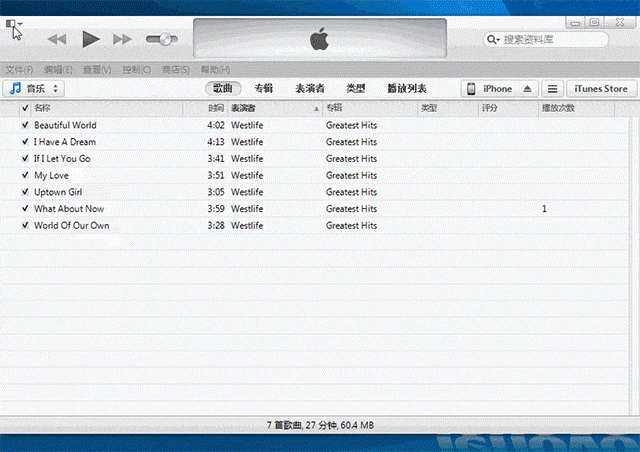 搜索资料库
文件(F) 编辑(E) 查看(V) 控制(C) 商店(S) 帮助(H)
音乐 歌曲 专辑 表演者 类型 播放列表 iPhone iTunes Store
名称 时间 表演者 专辑 类型 评分 播放次数
Beautiful World 4:02 Westlife Greatest Hits
I Have A Dream 4:13 Westlife Greatest Hits
If I Let You Go 3:41 Westlife Greatest Hits
My Love 3:51 Westlife Greatest Hits
Uptown Girl 3:05 Westlife Greatest Hits
What About Now 3:59 Westlife Greatest Hits 1
World Of Our Own 3:28 Westlife Greatest Hits
7 首歌曲, 27 分钟, 60.4 MB